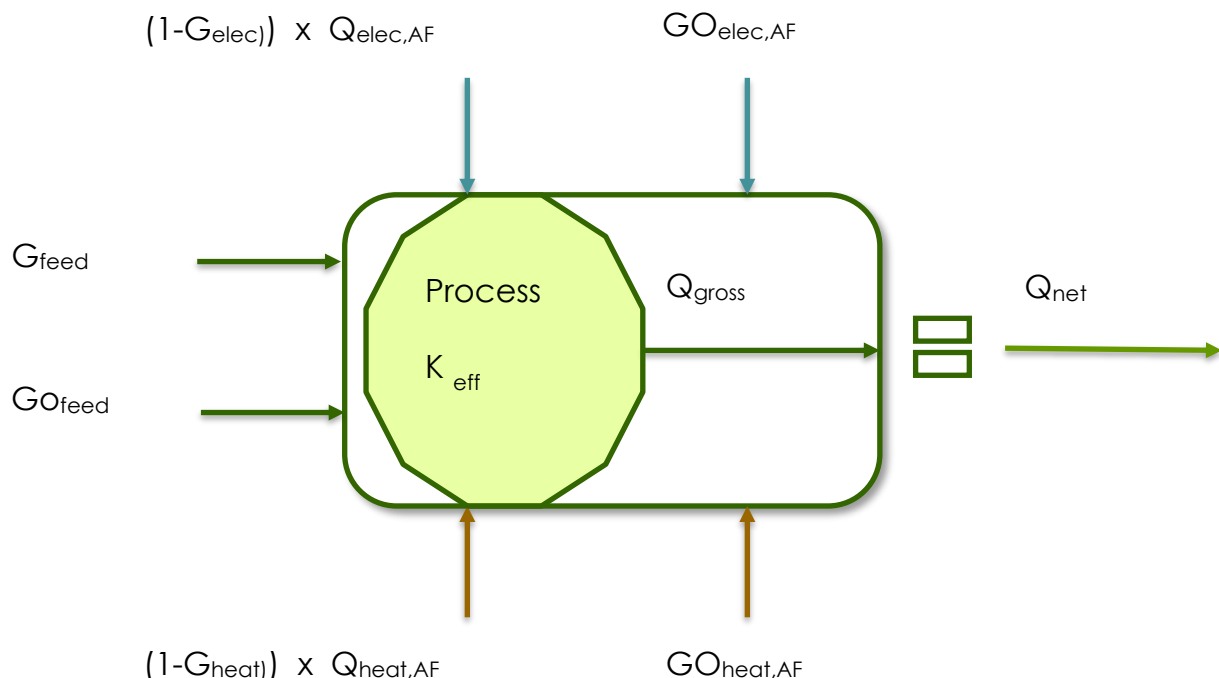 (1-Gelec)) x Qelec,AF GOelec,AF
Gfeed
Process
Qgross
Qnet
K eff
Gofeed
(1-Gheat)) x Qheat,AF GOheat,AF